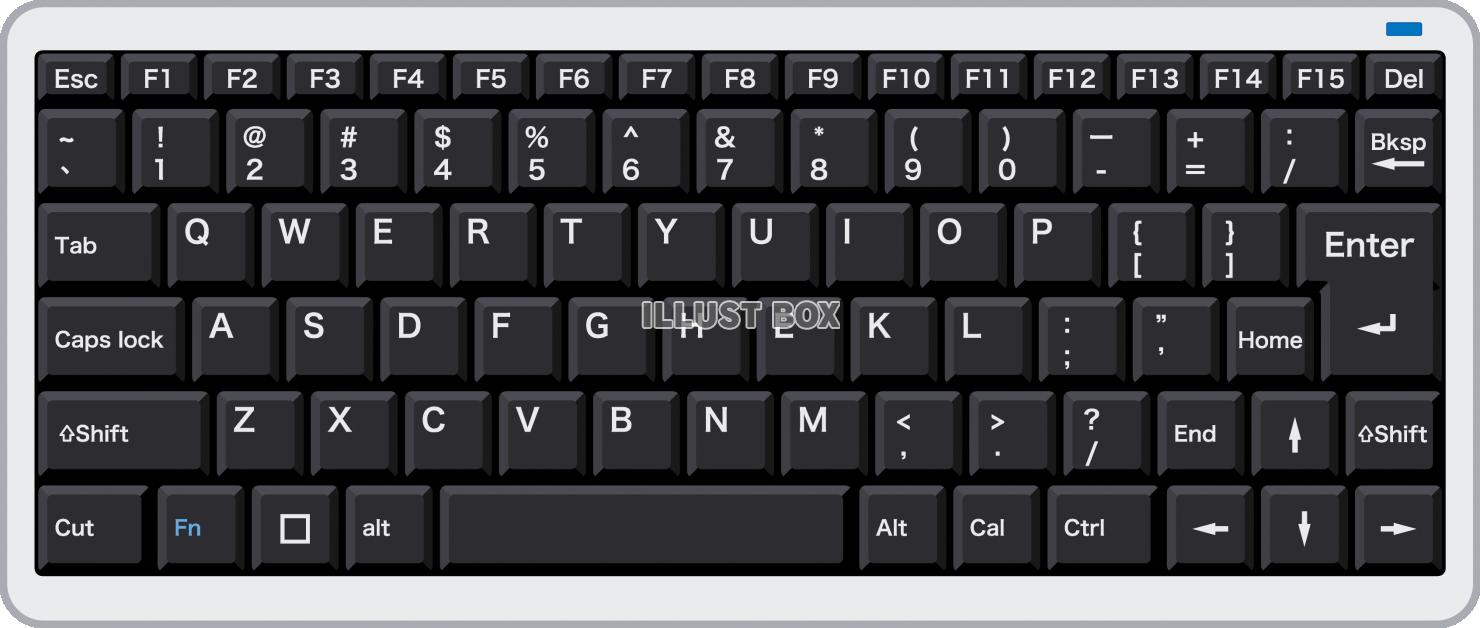 Esc F1 F2 F3 F4 F5 F6 F7 F8 F9 F10 F11 F12 F13 F14 F15 Del
~ ! @ # $ % ^ & * ( ) — + : Bksp
` 1 2 3 4 5 6 7 8 9 0 - = / ←
Tab Q W E R T Y U I O P { } Enter
[ ]
Caps lock A S D F G H E K L : ” Home ↵
; ,
ILLUST BOX
⇧Shift Z X C V B N M < > ? End ↑ ⇧Shift
, . /
Cut Fn □ alt Alt Cal Ctrl ← ↓ →